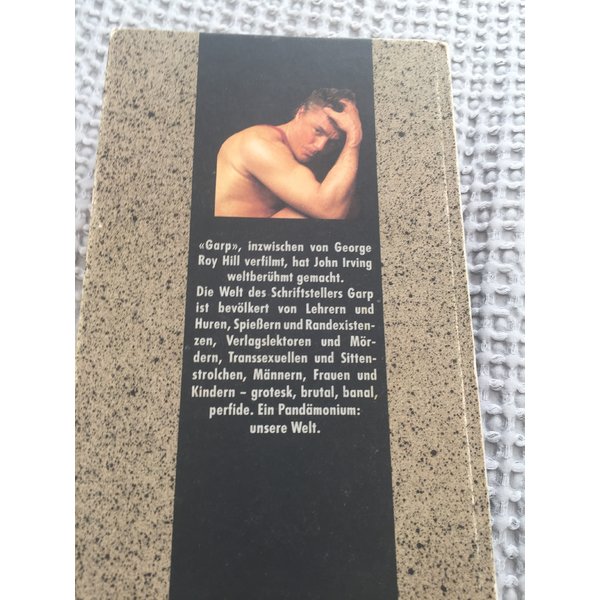 «Garp», inzwischen von George
Roy Hill verfilmt, hat John Irving
weltberühmt gemacht.
Die Welt des Schriftstellers Garp
ist bevölkert von Lehrern und
Huren, Spießern und Randexisten-
zen, Verlagslektoren und Mör-
dern, Transsexuellen und Sitten-
strolchen, Männern, Frauen und
Kindern – grotesk, brutal, banal,
perfide. Ein Pandämonium:
unsere Welt.